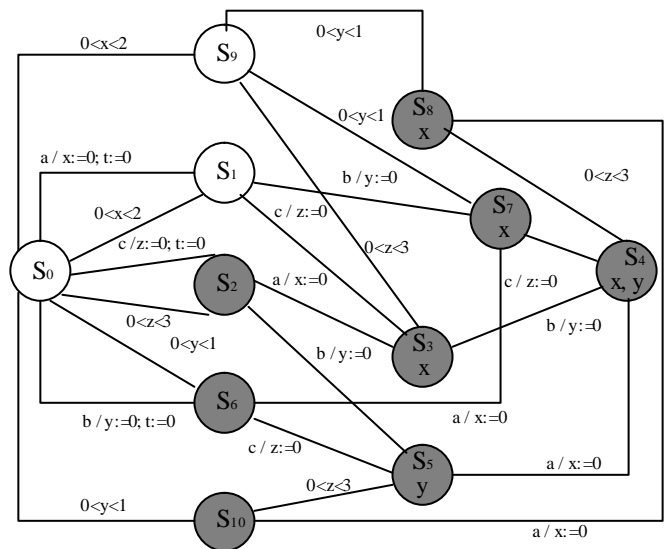 0<x<2
S9
0<y<1
S8
x
0<y<1
a / x:=0; t:=0
S1
b / y:=0
0<z<3
0<x<2
c / z:=0
S7
x
c /z:=0; t:=0
0<z<3
S0
S2
a / x:=0
c / z:=0
S4
x, y
0<z<3
0<y<1
b / y:=0
S3
x
b / y:=0
S6
b / y:=0; t:=0
a / x:=0
c / z:=0
S5
y
a / x:=0
0<z<3
0<y<1
S10
a / x:=0